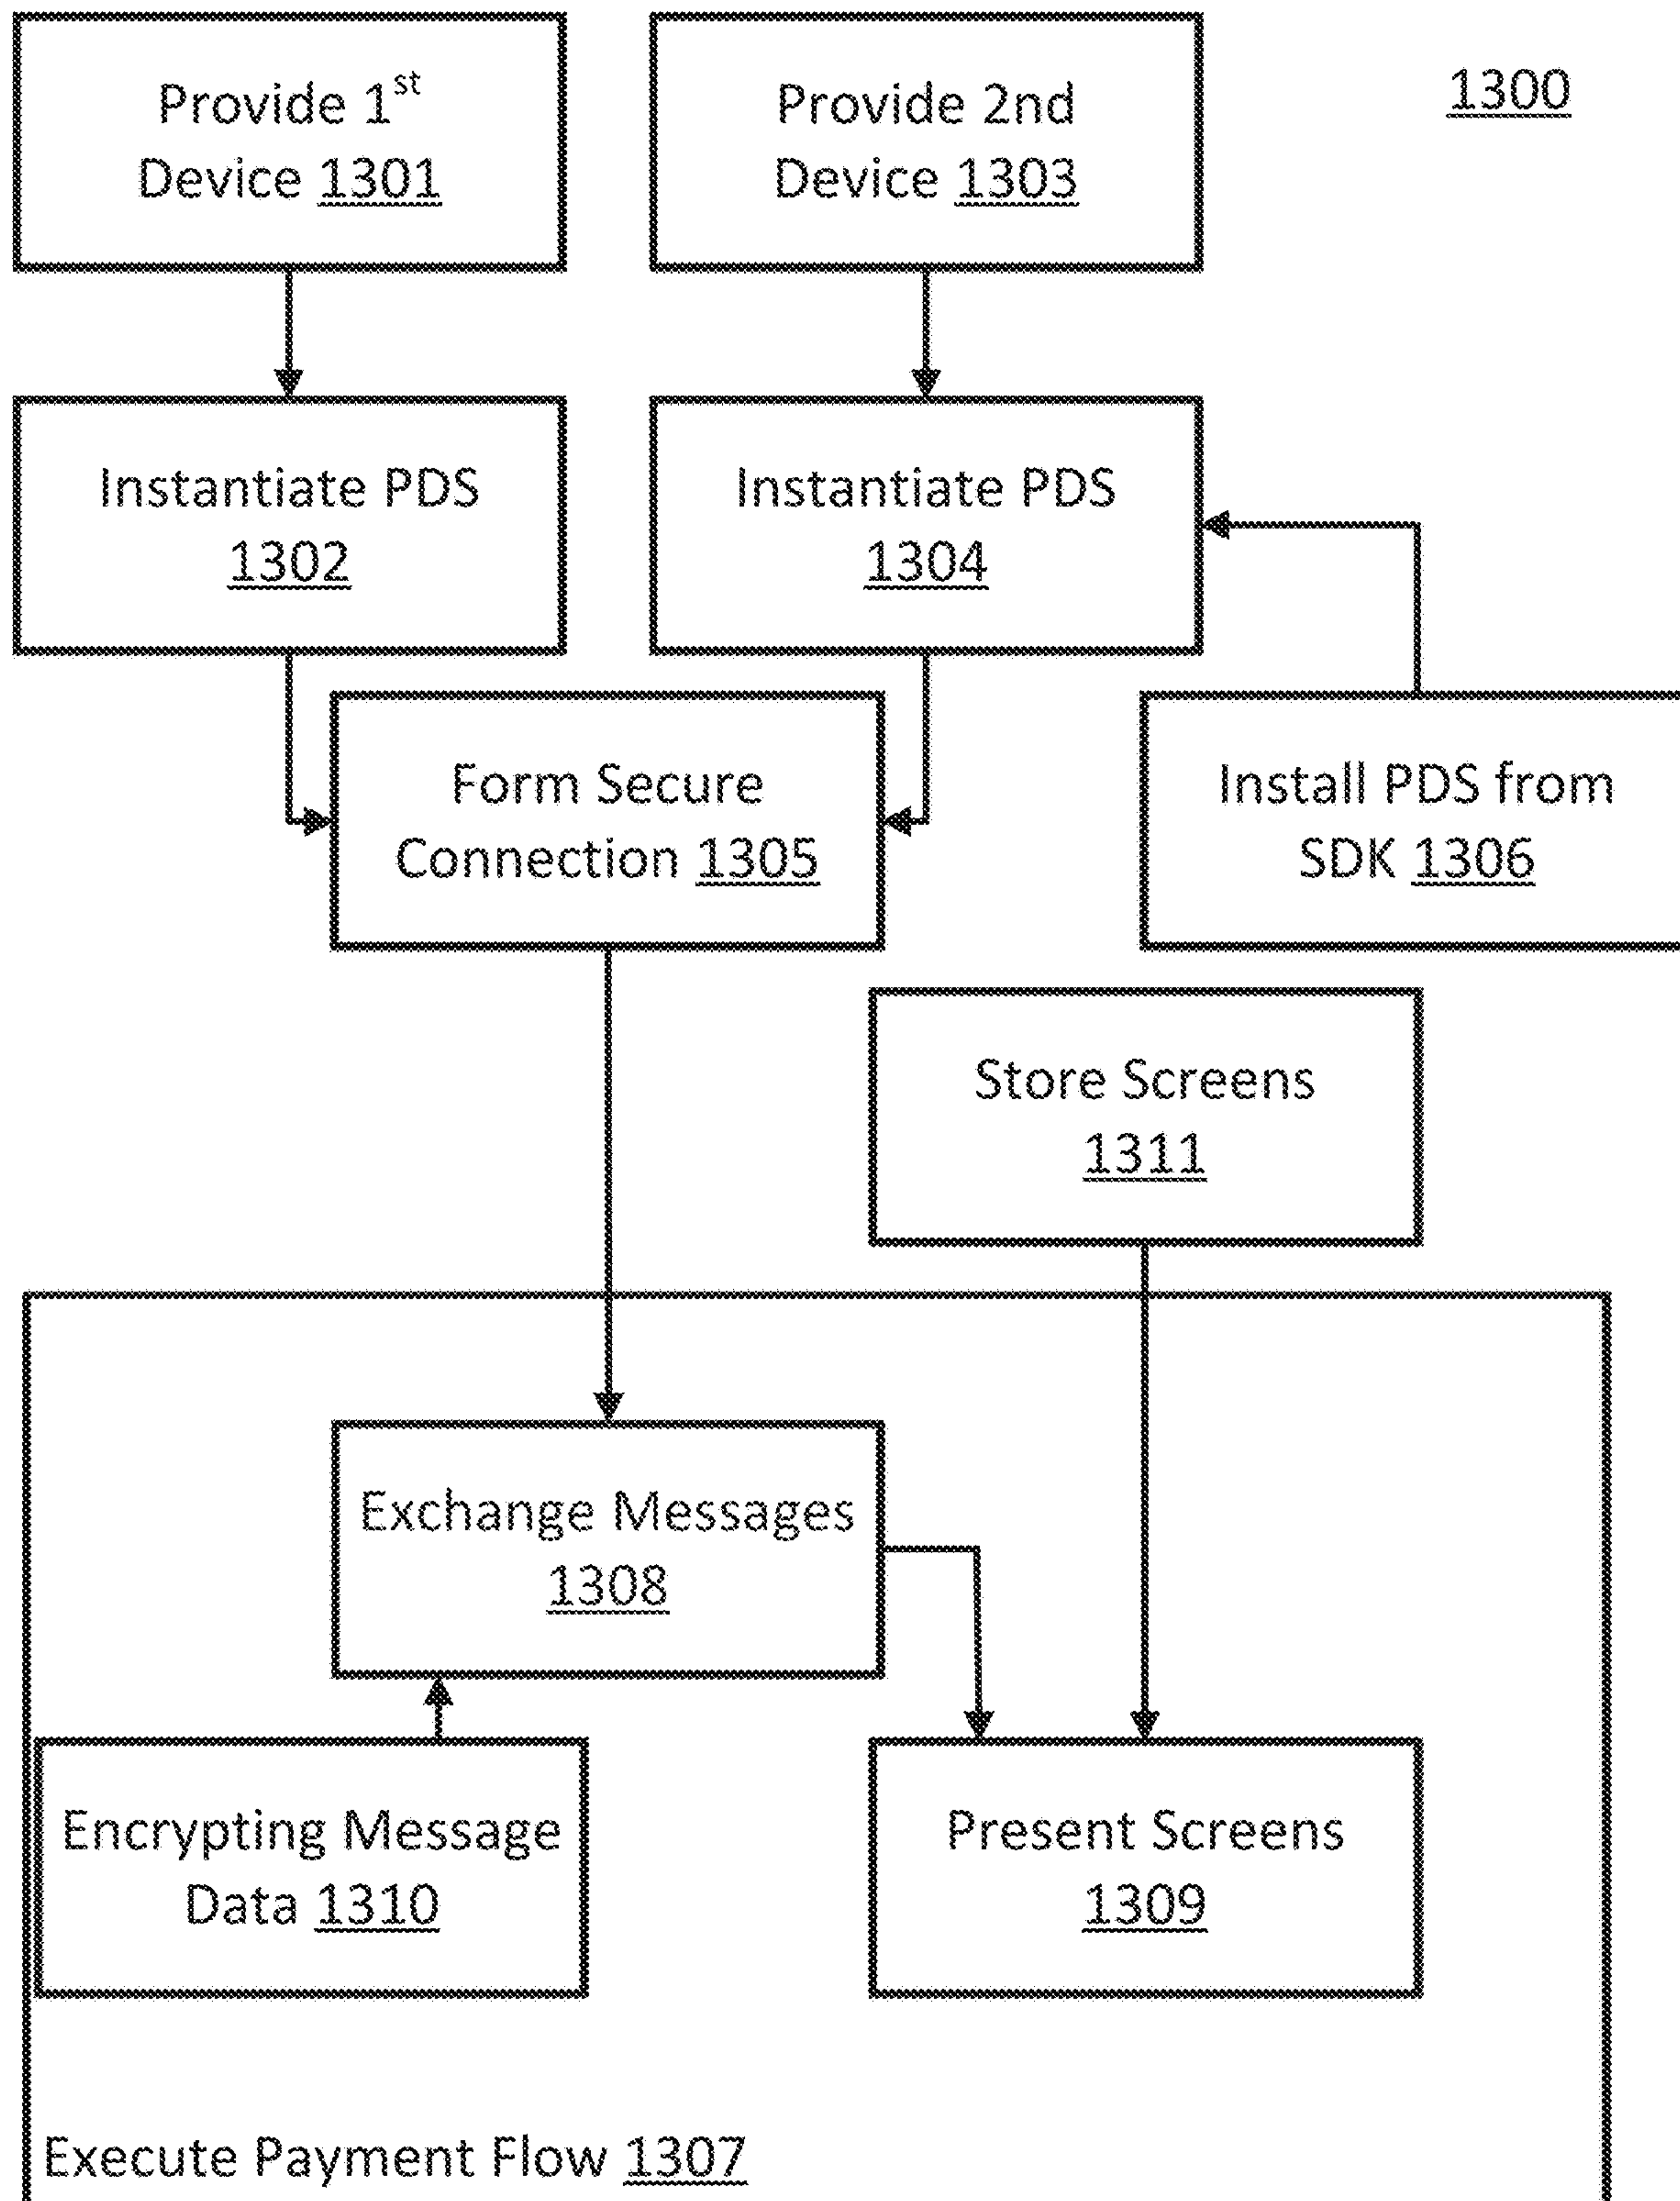 Provide 1st
Device 1301
Provide 2nd
Device 1303
1300
Instantiate PDS
1302
Instantiate PDS
1304
Form Secure
Connection 1305
Install PDS from
SDK 1306
Store Screens
1311
Exchange Messages
1308
Encrypting Message
Data 1310
Present Screens
1309
Execute Payment Flow 1307